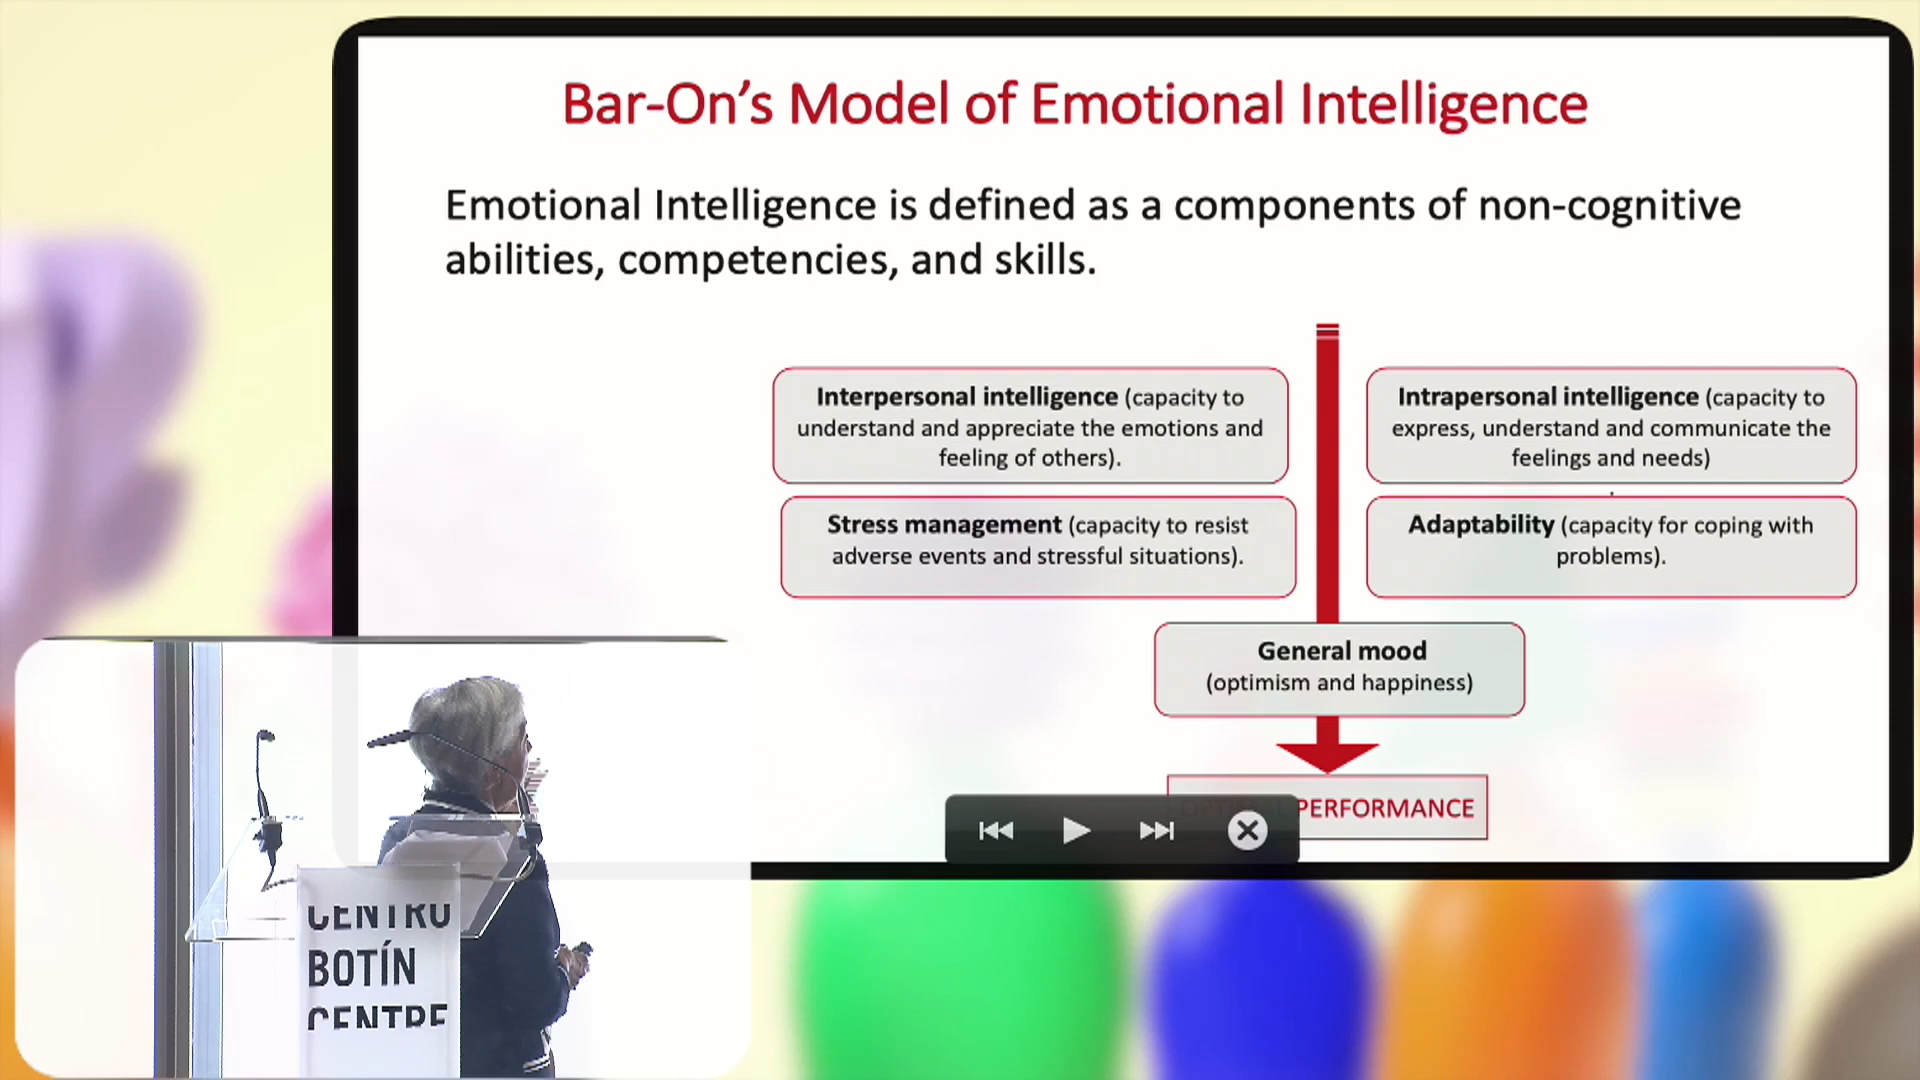 Bar-On's Model of Emotional Intelligence
Emotional Intelligence is defined as a components of non-cognitive
abilities, competencies, and skills.
Interpersonal intelligence (capacity to
understand and appreciate the emotions and
feeling of others).
Intrapersonal intelligence (capacity to
express, understand and communicate the
feelings and needs)
.
Stress management (capacity to resist
adverse events and stressful situations).
Adaptability (capacity for coping with
problems).
General mood
(optimism and happiness)
OPTIMAL PERFORMANCE
CENTRO
BOTÍN
CENTRE